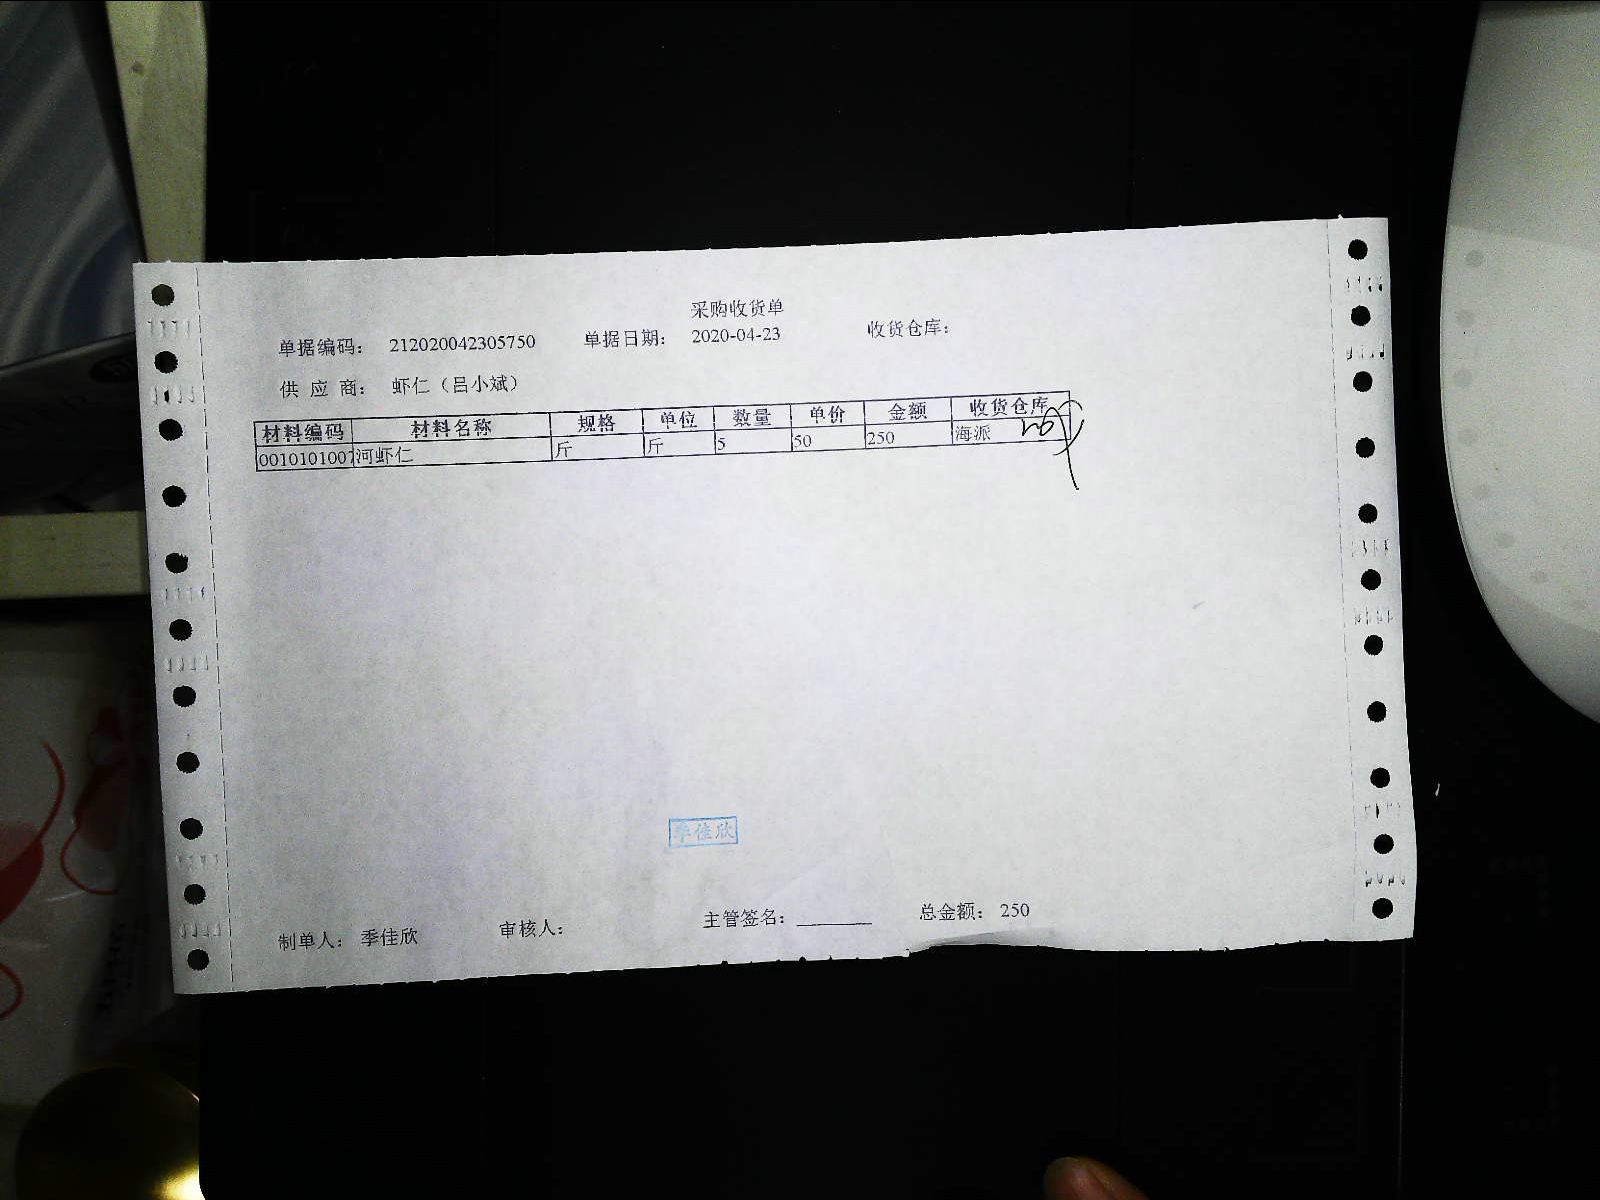 采购收货单
单据编码： 212020042305750 单据日期： 2020-04-23 收货仓库：
供 应 商： 虾仁（吕小斌）
材料编码 材料名称 规格 单位 数量 单价 金额 收货仓库
0010101007 河虾仁 斤 斤 5 50 250 海派
季佳欣
制单人： 季佳欣 审核人： 主管签名： 总金额： 250